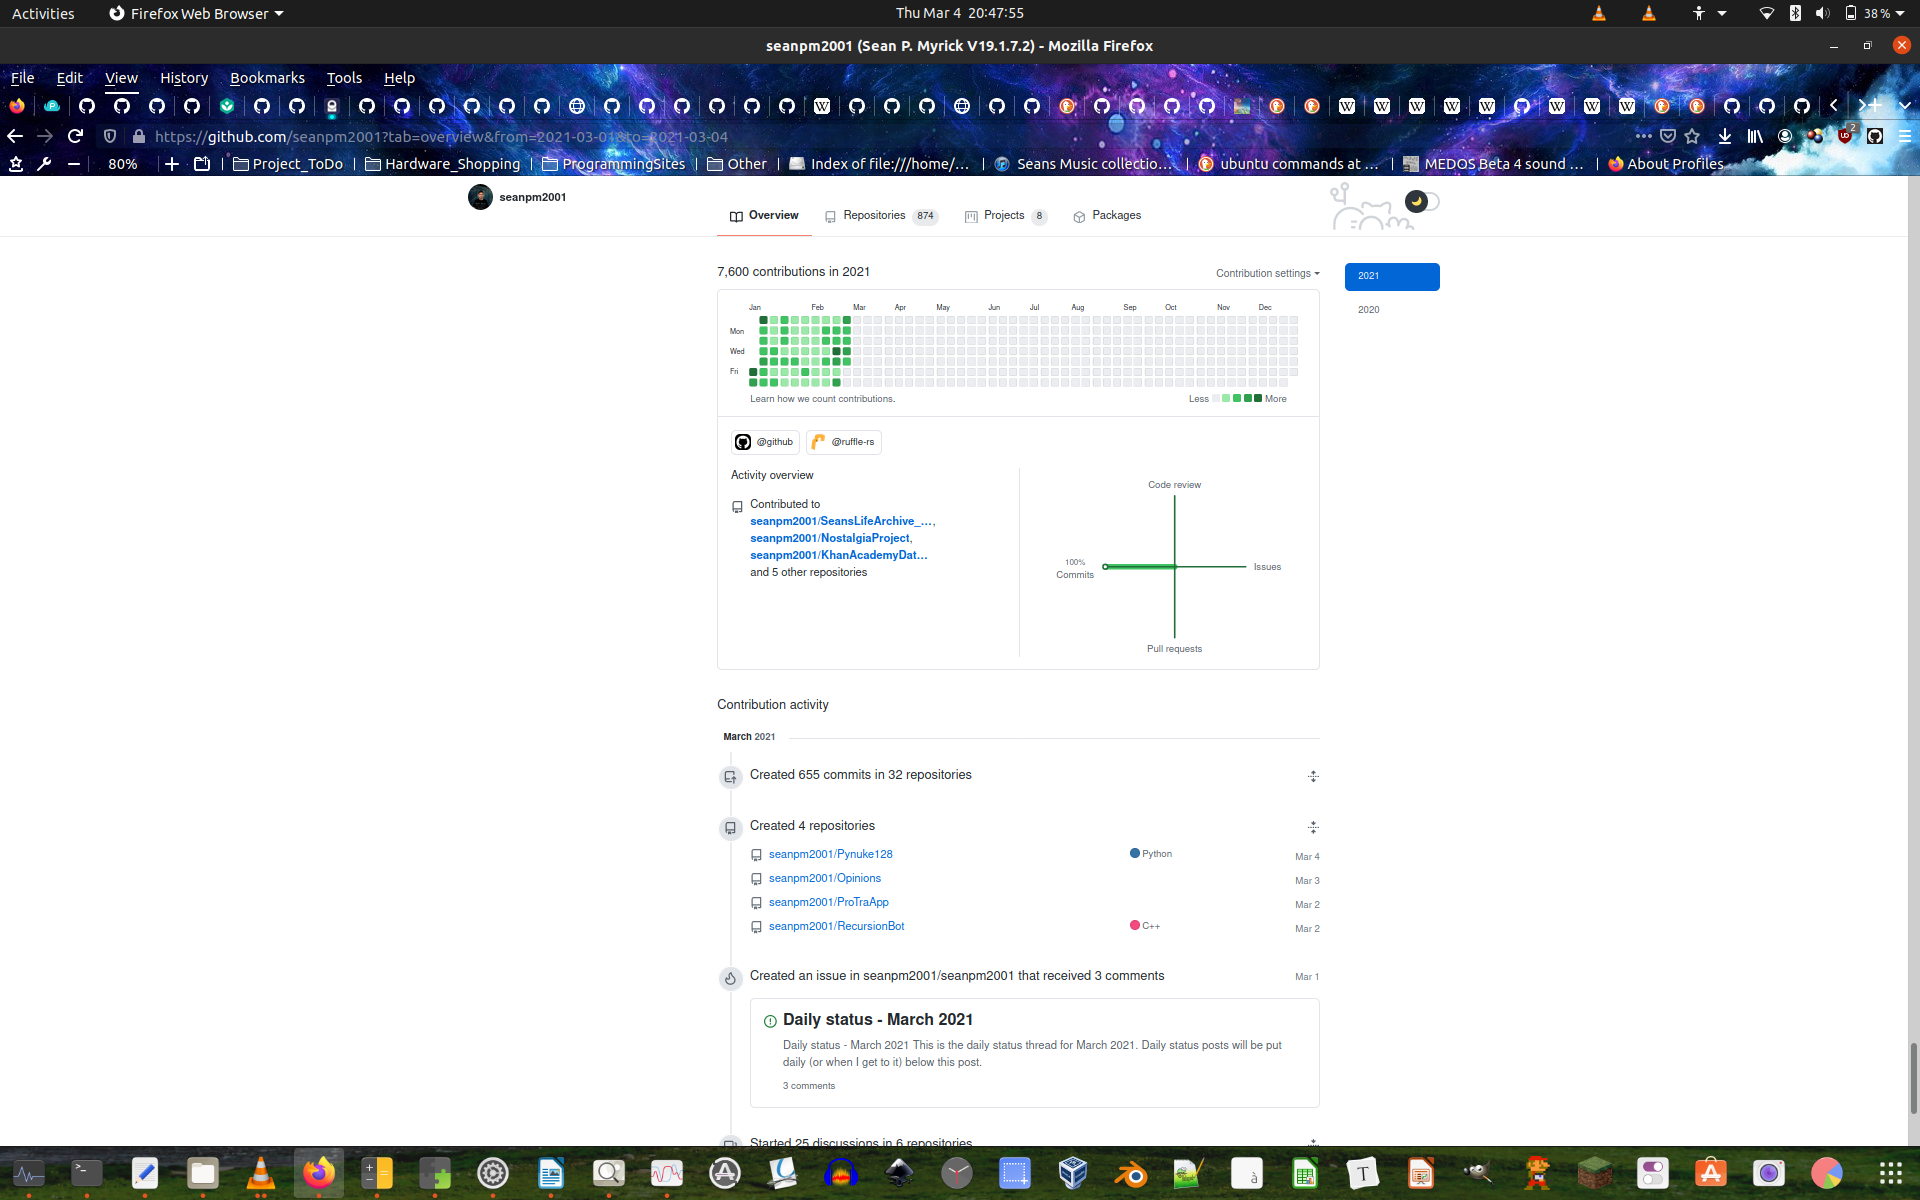 Activities
Firefox Web Browser
Thu Mar 4 20:47:55
38 %
seanpm2001 (Sean P. Myrick V19.1.7.2) - Mozilla Firefox
File Edit View History Bookmarks Tools Help
https://github.com/seanpm2001?tab=overview&from=2021-03-01&to=2021-03-04
2
80%
Project_ToDo
Hardware_Shopping
ProgrammingSites
Other
Index of file:///home/...
Seans Music collectio...
ubuntu commands at ...
MEDOS Beta 4 sound ...
About Profiles
seanpm2001
Overview
Repositories 874
Projects 8
Packages
7,600 contributions in 2021
Contribution settings
2021
2020
Jan Feb Mar Apr May Jun Jul Aug Sep Oct Nov Dec
Mon
Wed
Fri
Learn how we count contributions.
Less More
@github
@ruffle-rs
Activity overview
Contributed to
seanpm2001/SeansLifeArchive_...,
seanpm2001/NostalgiaProject,
seanpm2001/KhanAcademyDat...
and 5 other repositories
Code review
100%
Commits
Issues
Pull requests
Contribution activity
March 2021
Created 655 commits in 32 repositories
Created 4 repositories
seanpm2001/Pynuke128 Python Mar 4
seanpm2001/Opinions Mar 3
seanpm2001/ProTraApp Mar 2
seanpm2001/RecursionBot C++ Mar 2
Created an issue in seanpm2001/seanpm2001 that received 3 comments Mar 1
Daily status - March 2021
Daily status - March 2021 This is the daily status thread for March 2021. Daily status posts will be put
daily (or when I get to it) below this post.
3 comments
Started 25 discussions in 6 repositories